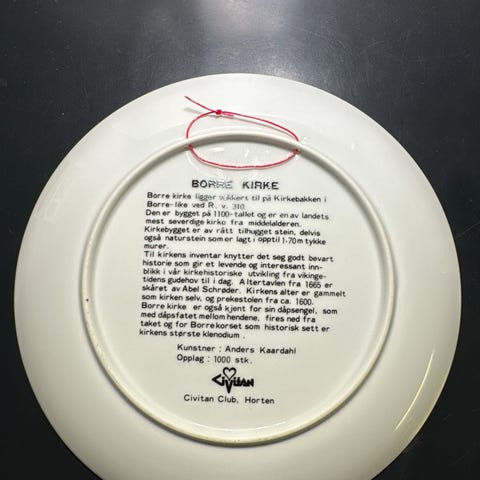 BORRE KIRKE
Borre kirke ligger vakkert til på Kirkebakken i
Borre-like ved R. v. 310.
Den er bygget på 1100-tallet og er en av landets
mest severdige kirke fra middelalderen.
Kirkebygget er av rått tilhugget stein, delvis
også naturstein som er lagt i opptil 1-70 m tykke
murer.
Til kirkens inventar knytter det seg godt bevart
historie som gir et levende og interessant inn-
blikk i vår kirkehistoriske utvikling fra vikinge-
tidens gudehov til i dag. Altertavlen fra 1665 er
skåret av Abel Schrøder. Kirkens alter er gammelt
som kirken selv, og prekestolen fra ca. 1600.
Borre kirke er også kjent for sin dåpsengel, som
med dåpsfatet mellom hendene, fires ned fra
taket og for Borrekorset som historisk sett er
kirkens største klenodium .
Kunstner : Anders Kaardahl
Opplag : 1000 stk.
CiViTAN
Civitan Club, Horten